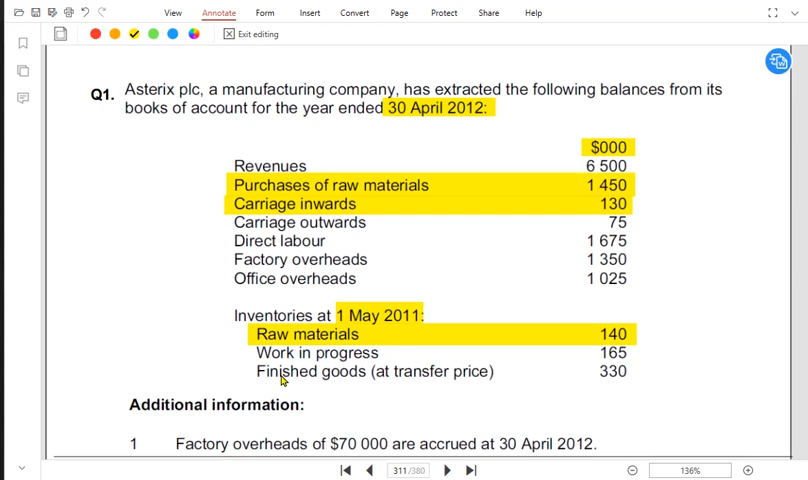 View Annotate Form Insert Convert Page Protect Share Help
Exit editing
Q1. Asterix plc, a manufacturing company, has extracted the following balances from its
books of account for the year ended 30 April 2012:
$000
Revenues 6 500
Purchases of raw materials 1 450
Carriage inwards 130
Carriage outwards 75
Direct labour 1 675
Factory overheads 1 350
Office overheads 1 025
Inventories at 1 May 2011:
Raw materials 140
Work in progress 165
Finished goods (at transfer price) 330
Additional information:
1 Factory overheads of $70 000 are accrued at 30 April 2012.
311/380
136%